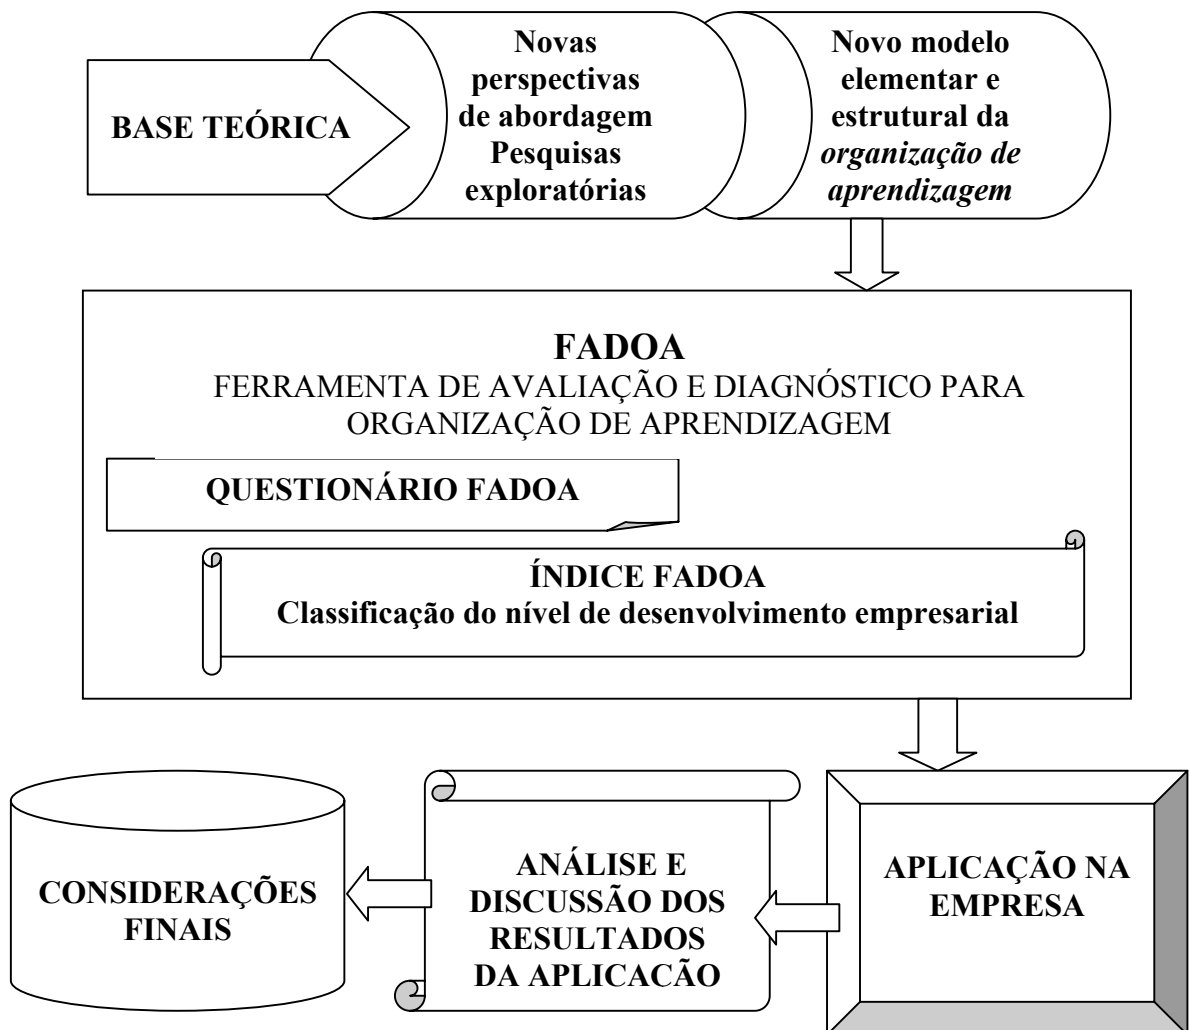 BASE TEÓRICA
Novas
perspectivas
de abordagem
Pesquisas
exploratórias
Novo modelo
elementar e
estrutural da
organização de
aprendizagem
FADOA
FERRAMENTA DE AVALIAÇÃO E DIAGNÓSTICO PARA
ORGANIZAÇÃO DE APRENDIZAGEM
QUESTIONÁRIO FADOA
ÍNDICE FADOA
Classificação do nível de desenvolvimento empresarial
APLICAÇÃO NA
EMPRESA
ANÁLISE E
DISCUSSÃO DOS
RESULTADOS
DA APLICACÃO
CONSIDERAÇÕES
FINAIS